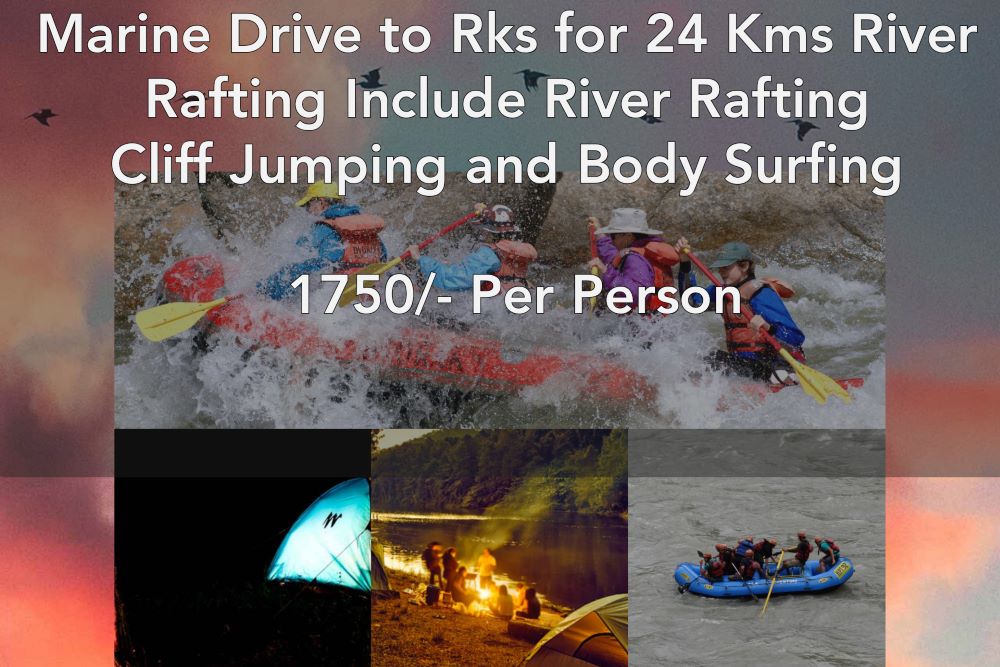 Marine Drive to Rks for 24 Kms River
Rafting Include River Rafting
Cliff Jumping and Body Surfing
1750/- Per Person